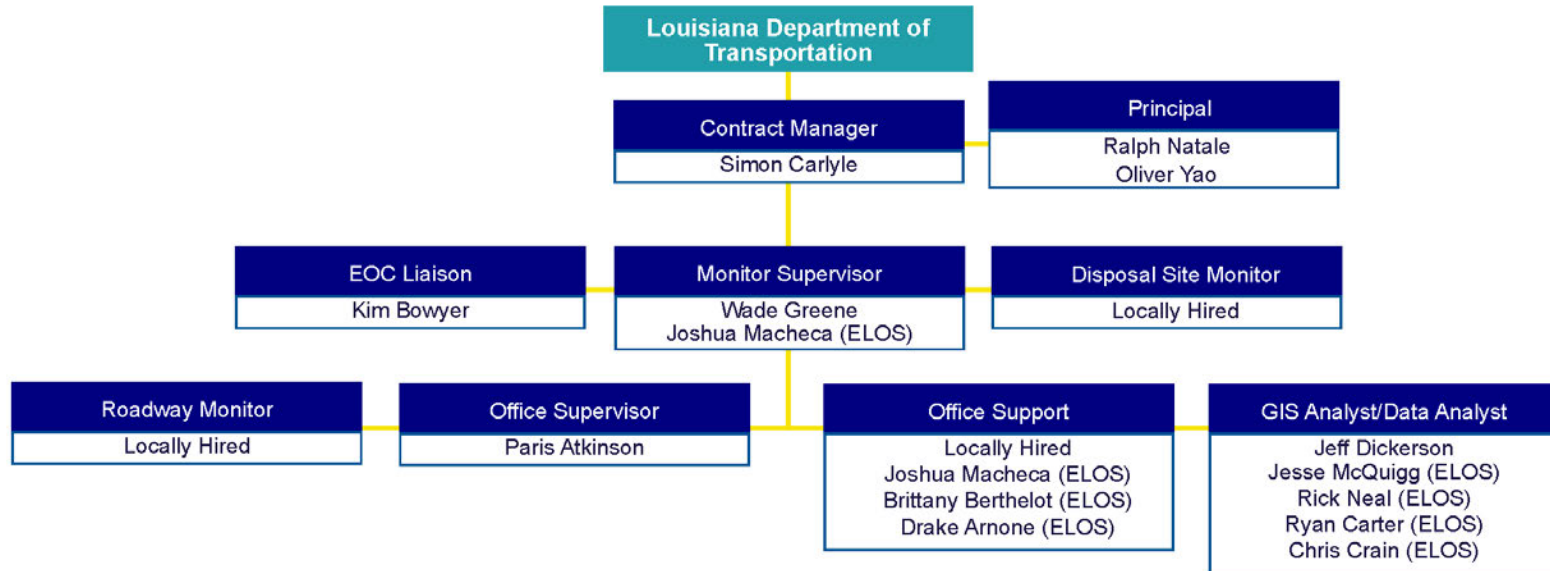 Louisiana Department of
Transportation
Contract Manager
Simon Carlyle
Principal
Ralph Natale
Oliver Yao
EOC Liaison
Kim Bowyer
Monitor Supervisor
Wade Greene
Joshua Macheca (ELOS)
Disposal Site Monitor
Locally Hired
Roadway Monitor
Locally Hired
Office Supervisor
Paris Atkinson
Office Support
Locally Hired
Joshua Macheca (ELOS)
Brittany Berthelot (ELOS)
Drake Arnone (ELOS)
GIS Analyst/Data Analyst
Jeff Dickerson
Jesse McQuigg (ELOS)
Rick Neal (ELOS)
Ryan Carter (ELOS)
Chris Crain (ELOS)